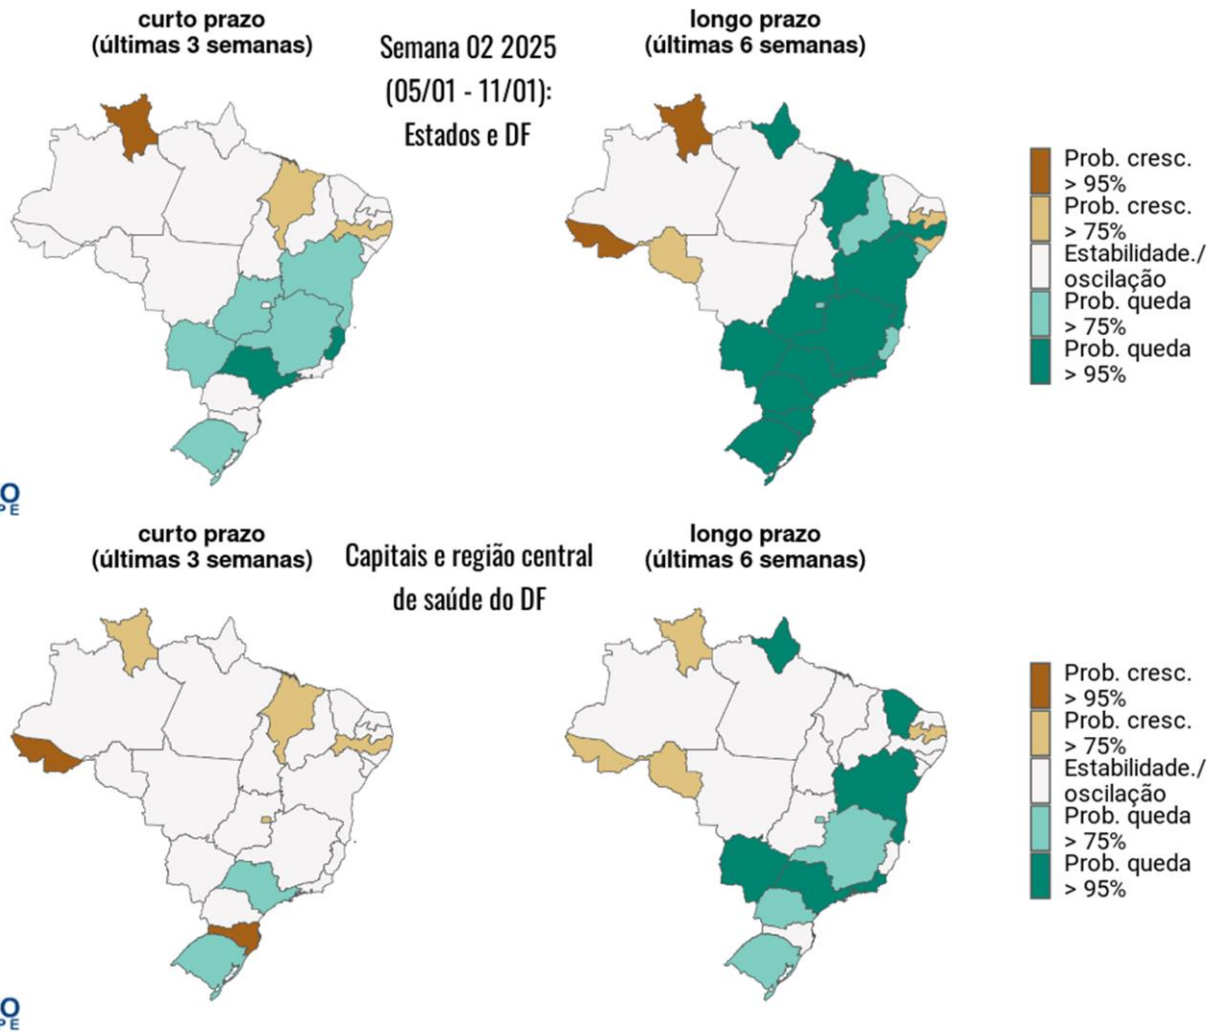 curto prazo
(últimas 3 semanas)
Semana 02 2025
(05/01 - 11/01):
Estados e DF
longo prazo
(últimas 6 semanas)
Prob. cresc.
> 95%
Prob. cresc.
> 75%
Estabilidade./
oscilação
Prob. queda
> 75%
Prob. queda
> 95%
O
PE
curto prazo
(últimas 3 semanas)
Capitais e região central
de saúde do DF
longo prazo
(últimas 6 semanas)
Prob. cresc.
> 95%
Prob. cresc.
> 75%
Estabilidade./
oscilação
Prob. queda
> 75%
Prob. queda
> 95%
O
PE